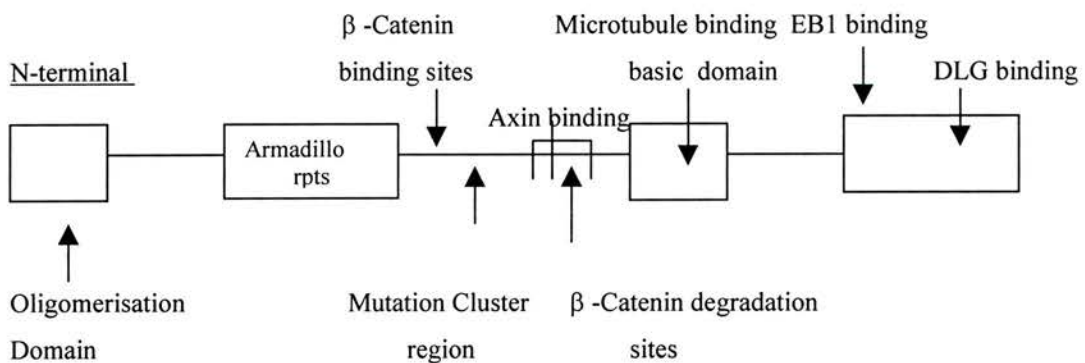 β -Catenin
binding sites
Microtubule binding
basic domain
EB1 binding
N-terminal
DLG binding
Axin binding
Armadillo
rpts
Oligomerisation
Domain
Mutation Cluster
region
β -Catenin degradation
sites